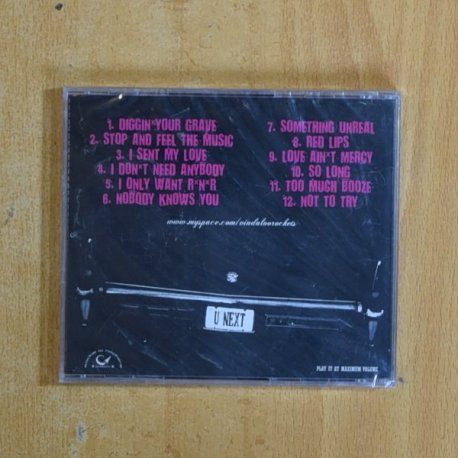 1. DIGGIN'YOUR GRAVE
2. STOP AND FEEL THE MUSIC
3. I SENT MY LOVE
4. I DON'T NEED ANYBODY
5. I ONLY WANT R'N'R
6. NOBODY KNOWS YOU
7. SOMETHING UNREAL
8. RED LIPS
9. LOVE AIN'T MERCY
10. SO LONG
11. TOO MUCH BOOZE
12. NOT TO TRY
www.myspace.com/vindaloorockets
U NEXT
PLAY IT AT MAXIMUM VOLUME